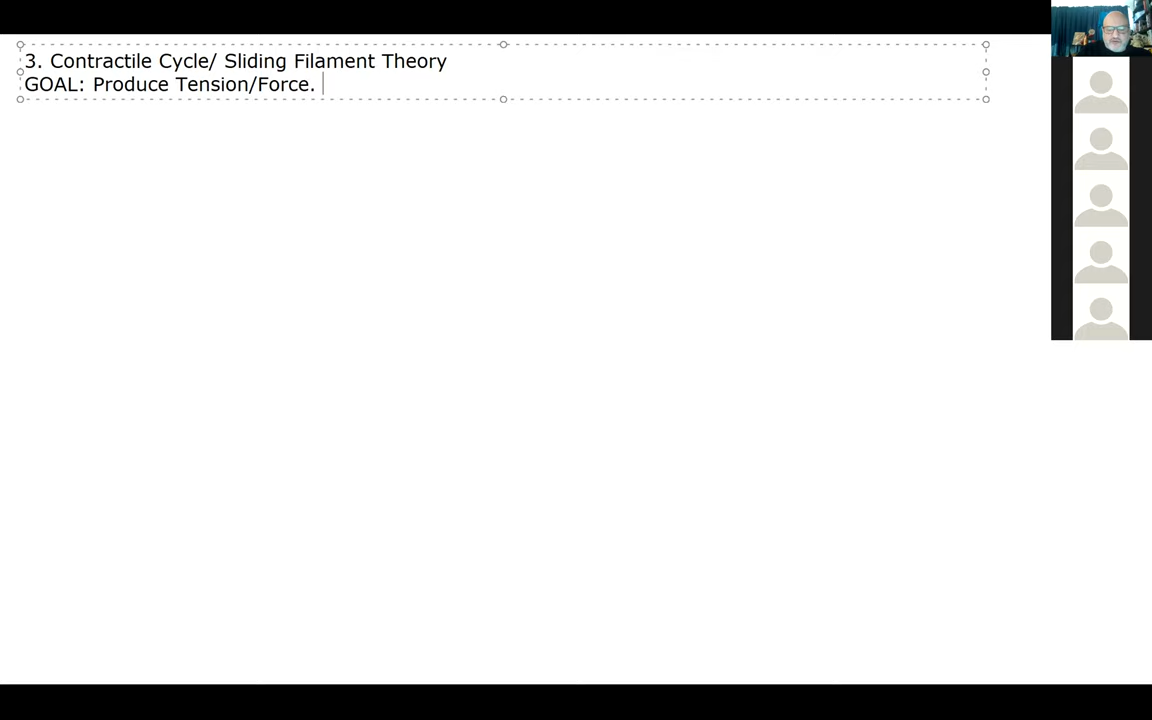 3. Contractile Cycle/ Sliding Filament Theory
GOAL: Produce Tension/Force.